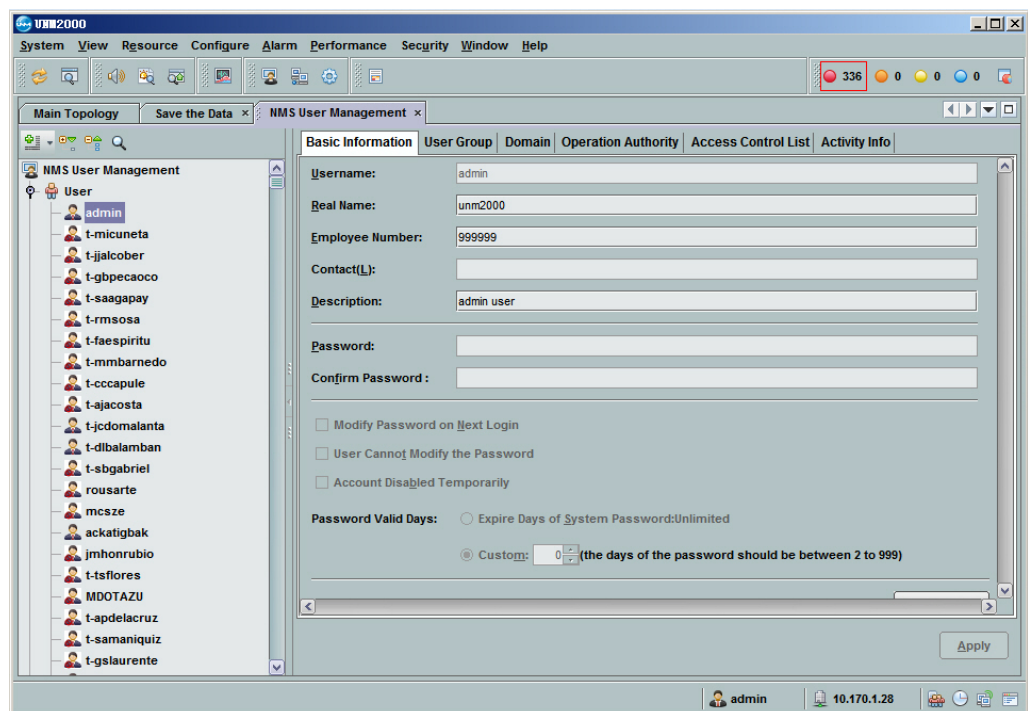 UNM2000
System View Resource Configure Alarm Performance Security Window Help
336 0 0 0
Main Topology Save the Data × NMS User Management ×
NMS User Management
User
admin
t-micuneta
t-jjalcober
t-gbpecaoco
t-saagapay
t-rmsosa
t-faespiritu
t-mmbarnedo
t-cccapule
t-ajacosta
t-jcdomalanta
t-dlbalamban
t-sbgabriel
rousarte
mcsze
ackatigbak
jmhonrubio
t-tsflores
MDOTAZU
t-apdelacruz
t-samaniquiz
t-gslaurente
Basic Information User Group Domain Operation Authority Access Control List Activity Info
Username: admin
Real Name: unm2000
Employee Number: 999999
Contact(L):
Description: admin user
Password:
Confirm Password :
Modify Password on Next Login
User Cannot Modify the Password
Account Disabled Temporarily
Password Valid Days: Expire Days of System Password:Unlimited
Custom: 0 (the days of the password should be between 2 to 999)
Apply
admin 10.170.1.28